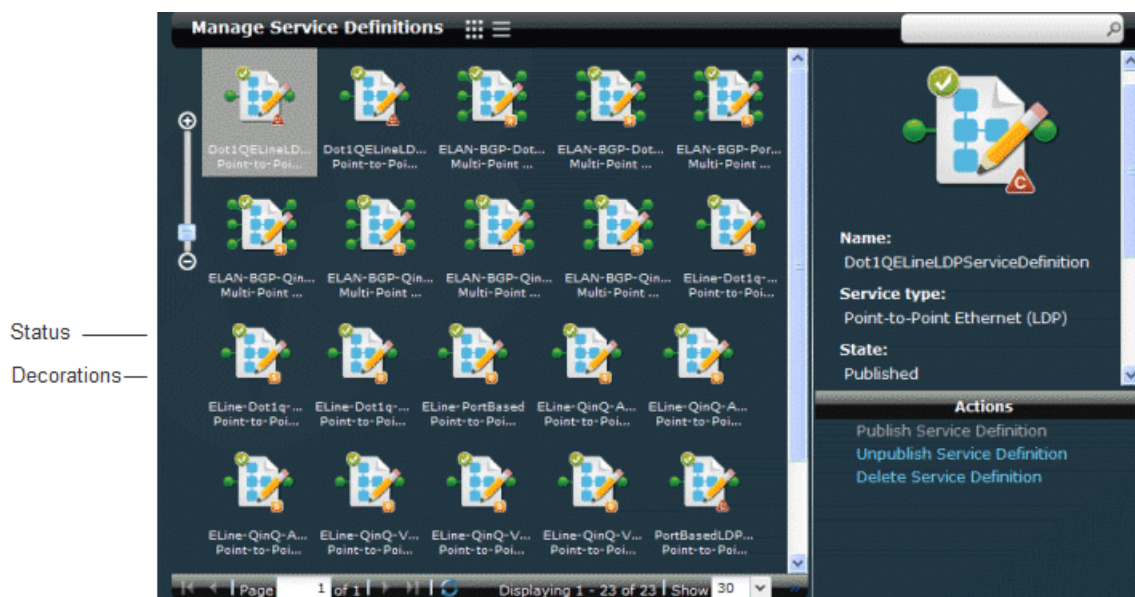 Manage Service Definitions
Dot1QELineLD... Dot1QELineLD... ELAN-BGP-Dot... ELAN-BGP-Dot... ELAN-BGP-Por...
Point-to-Poi... Point-to-Poi... Multi-Point ... Multi-Point ... Multi-Point ...
ELAN-BGP-Qin... ELAN-BGP-Qin... ELAN-BGP-Qin... ELAN-BGP-Qin... ELine-Dot1q-...
Multi-Point ... Multi-Point ... Multi-Point ... Multi-Point ... Point-to-Poi...
Status
Decorations
ELine-Dot1q-... ELine-Dot1q-... ELine-PortBased ELine-QinQ-A... ELine-QinQ-A...
Point-to-Poi... Point-to-Poi... Point-to-Poi... Point-to-Poi... Point-to-Poi...
ELine-QinQ-A... ELine-QinQ-V... ELine-QinQ-V... ELine-QinQ-V... PortBasedLDP...
Point-to-Poi... Point-to-Poi... Point-to-Poi... Point-to-Poi... Point-to-Poi...
Page 1 of 1 Displaying 1 - 23 of 23 Show 30
C
Name:
Dot1QELineLDPServiceDefinition
Service type:
Point-to-Point Ethernet (LDP)
State:
Published
Actions
Publish Service Definition
Unpublish Service Definition
Delete Service Definition